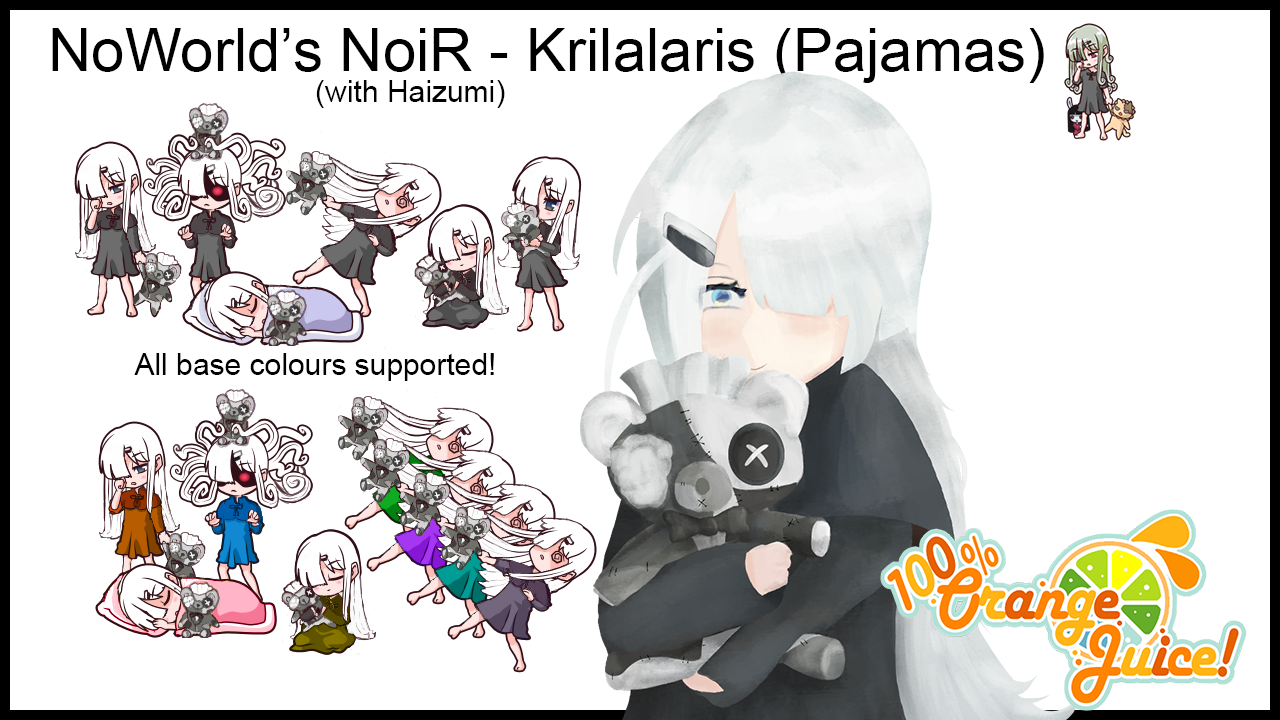 NoWorld’s NoiR - Krilalaris (Pajamas)
(with Haizumi)
All base colours supported!
100%
Orange
Juice!